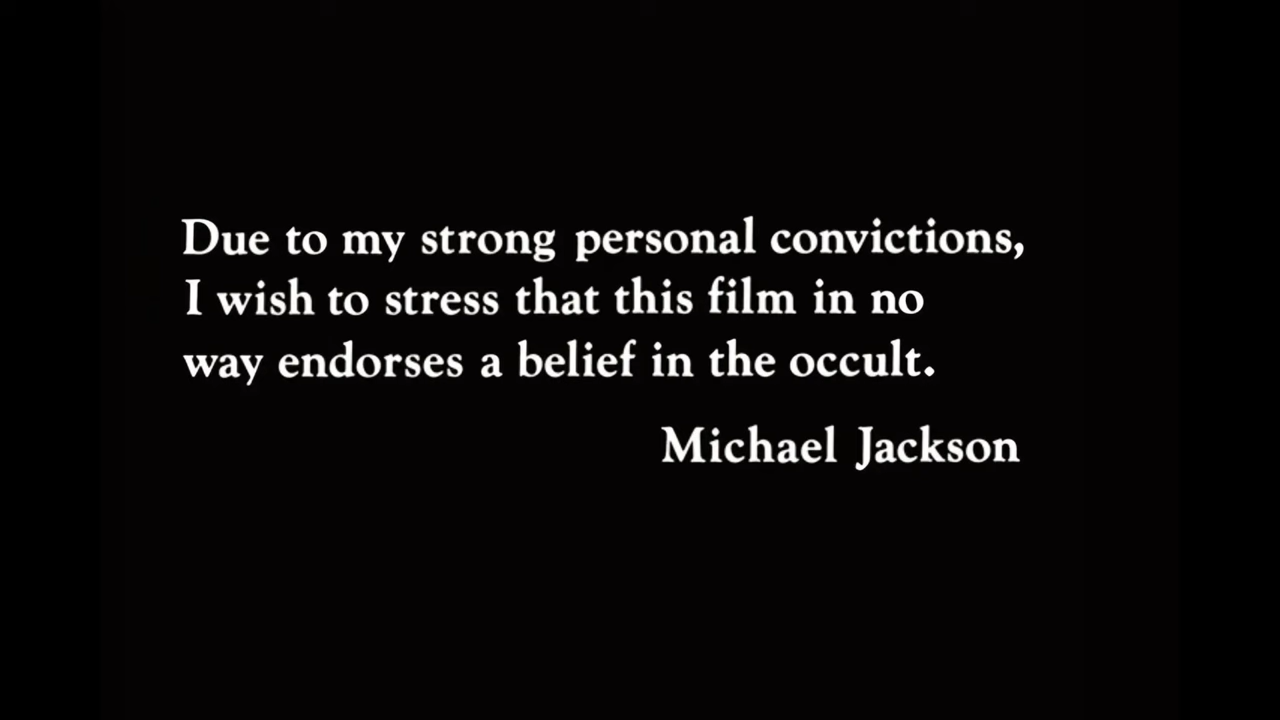 Due to my strong personal convictions,
I wish to stress that this film in no
way endorses a belief in the occult.
Michael Jackson